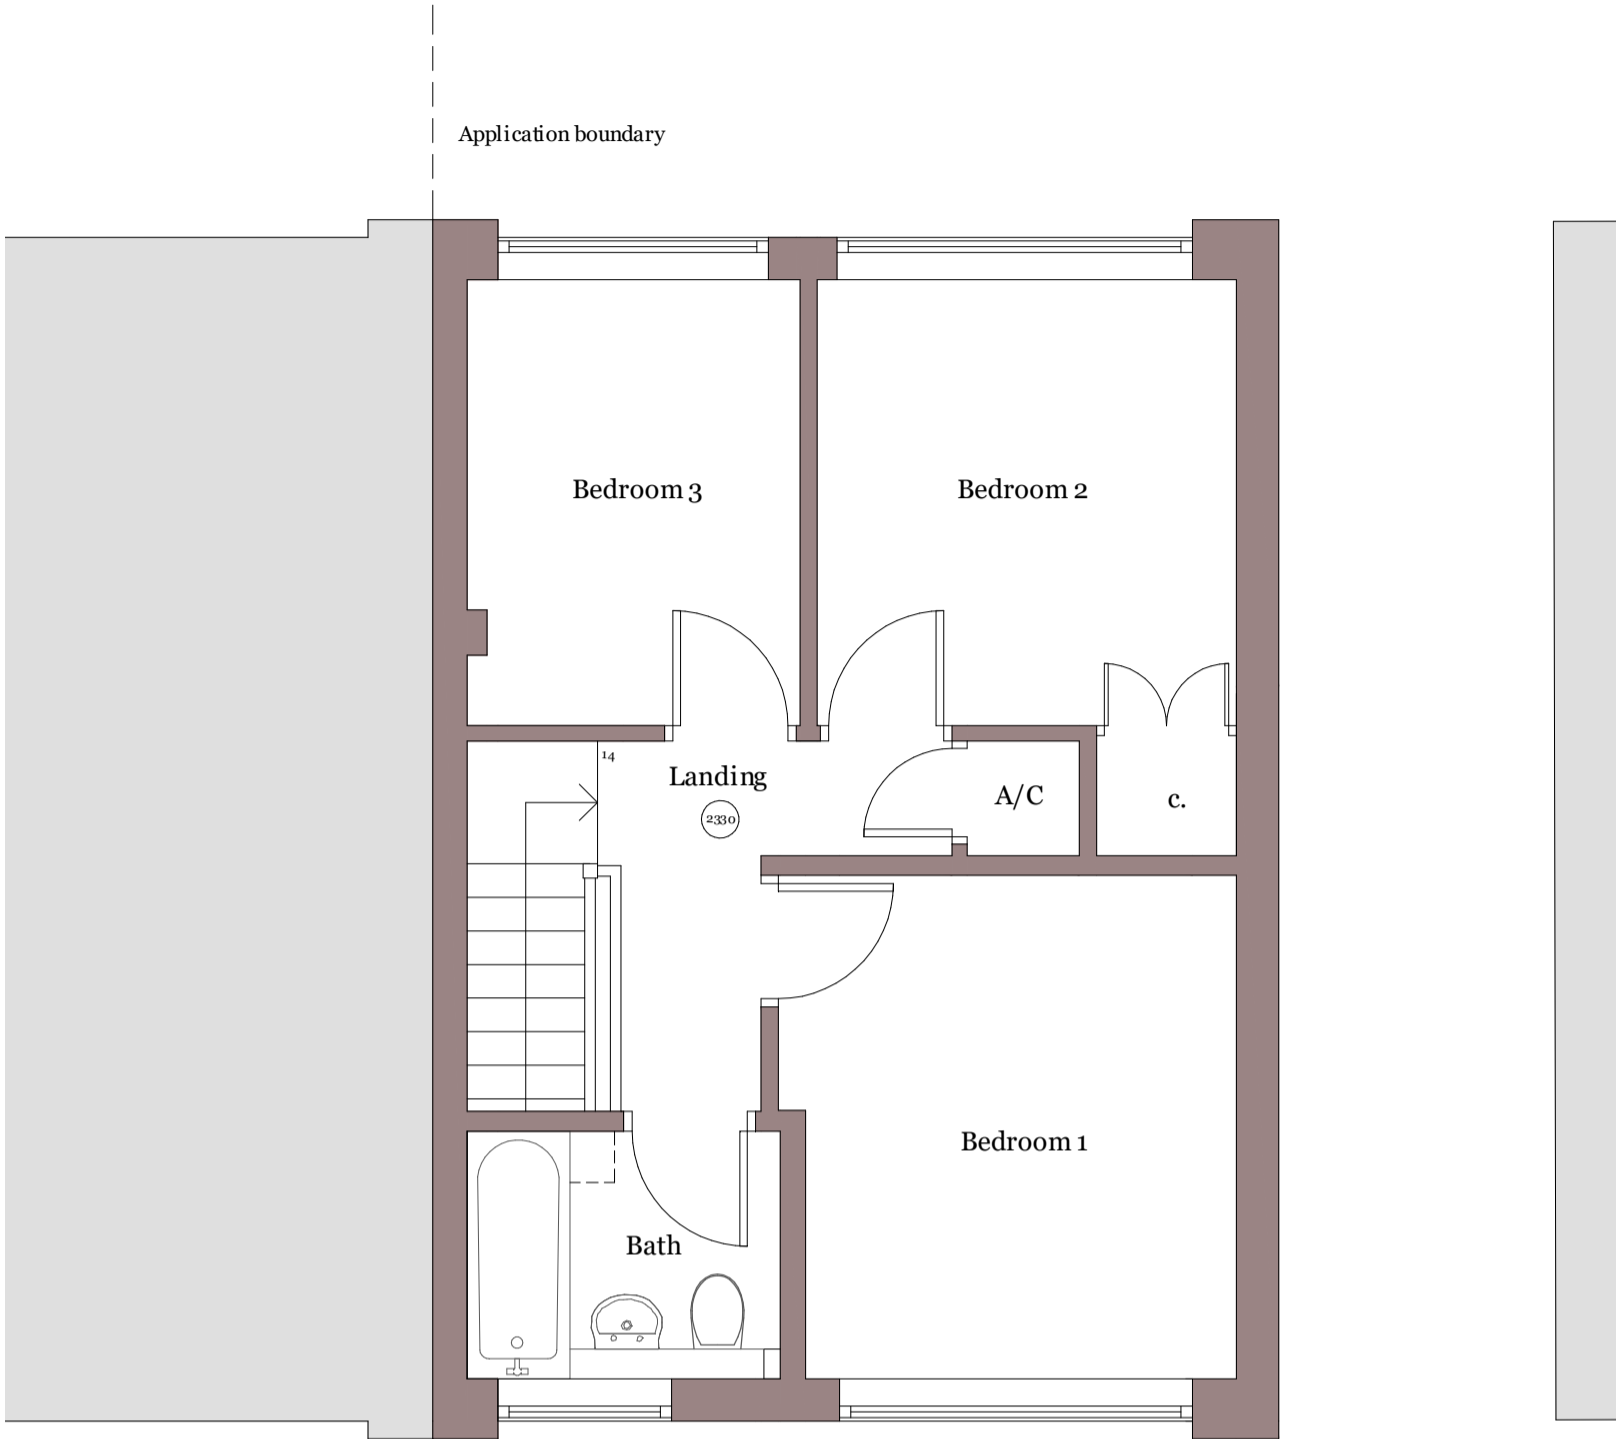 Application boundary
Bedroom 3
Bedroom 2
14
Landing
2330
A/C
c.
Bedroom 1
Bath